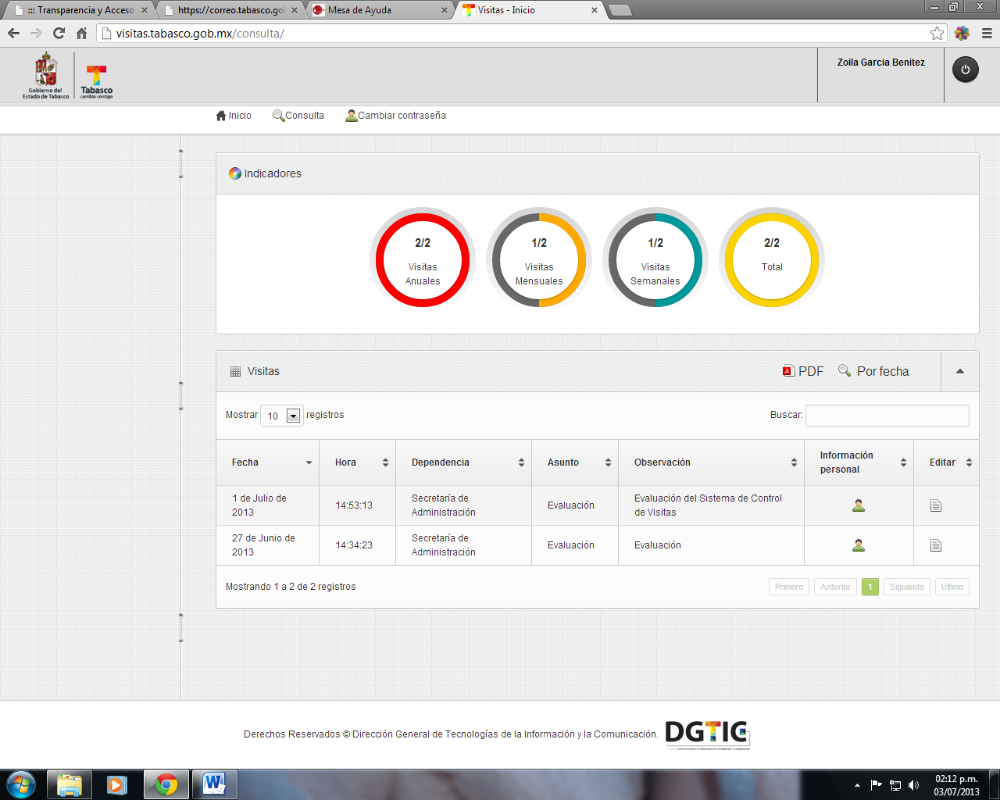 ::: Transparencia y Acceso
https://correo.tabasco.go
Mesa de Ayuda
Visitas - Inicio
visitas.tabasco.gob.mx/consulta/
Gobierno del
Estado de Tabasco
Tabasco
cambia contigo
Zoila Garcia Benitez
Inicio
Consulta
Cambiar contraseña
Indicadores
2/2
Visitas
Anuales
1/2
Visitas
Mensuales
1/2
Visitas
Semanales
2/2
Total
Visitas
PDF
Por fecha
Mostrar 10 registros
Buscar:
Fecha
Hora
Dependencia
Asunto
Observación
Información
personal
Editar
1 de Julio de
2013
14:53:13
Secretaría de
Administración
Evaluación
Evaluación del Sistema de Control
de Visitas
27 de Junio de
2013
14:34:23
Secretaría de
Administración
Evaluación
Evaluación
Mostrando 1 a 2 de 2 registros
Primero
Anterior
1
Siguiente
Ultimo
Derechos Reservados © Dirección General de Tecnologías de la Información y la Comunicación.
DGTIC
02:12 p.m.
03/07/2013